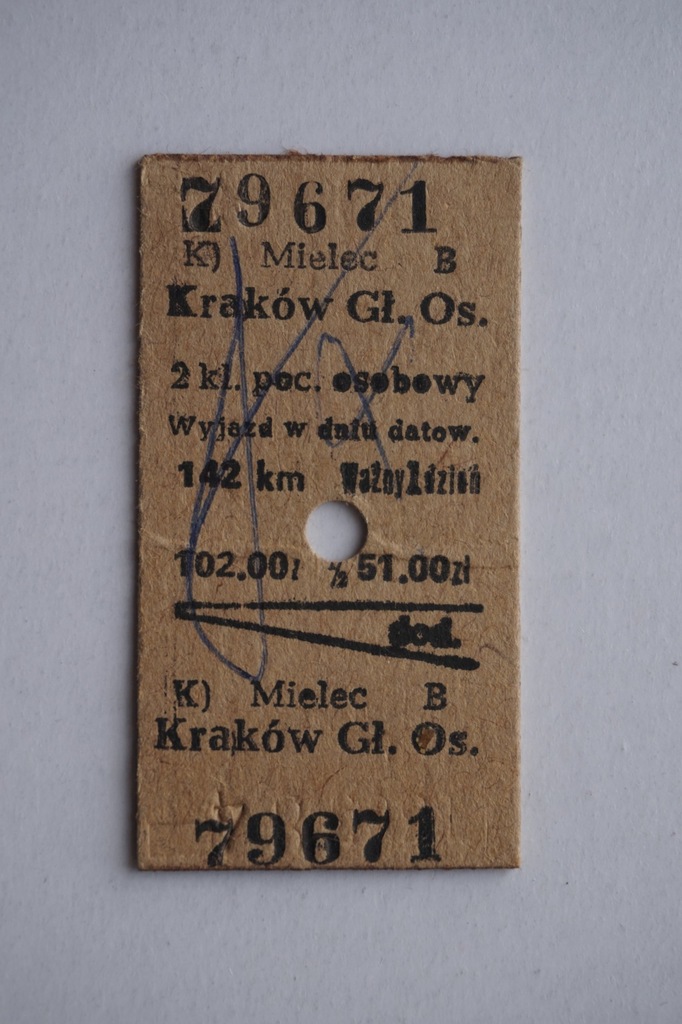 79671
K) Mielec B
Kraków Gł. Os.
2 kl. poc. osobowy
Wyjazd w dniu datow.
142 km Ważny 1 dzień
102.00zł ½ 51.00zł
dod.
K) Mielec B
Kraków Gł. Os.
79671